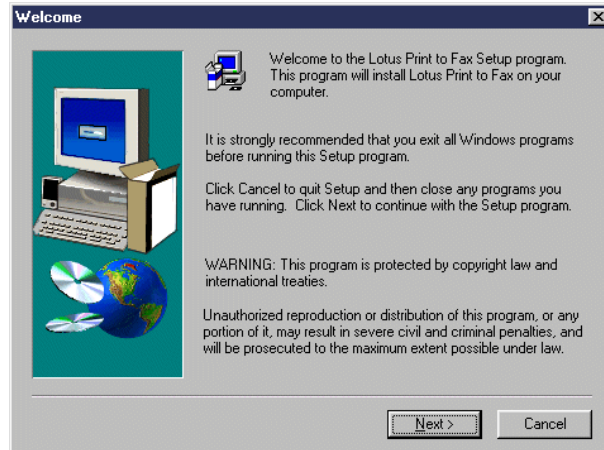 Welcome
Welcome to the Lotus Print to Fax Setup program.
This program will install Lotus Print to Fax on your
computer.
It is strongly recommended that you exit all Windows programs
before running this Setup program.
Click Cancel to quit Setup and then close any programs you
have running. Click Next to continue with the Setup program.
WARNING: This program is protected by copyright law and
international treaties.
Unauthorized reproduction or distribution of this program, or any
portion of it, may result in severe civil and criminal penalties, and
will be prosecuted to the maximum extent possible under law.
Next >
Cancel